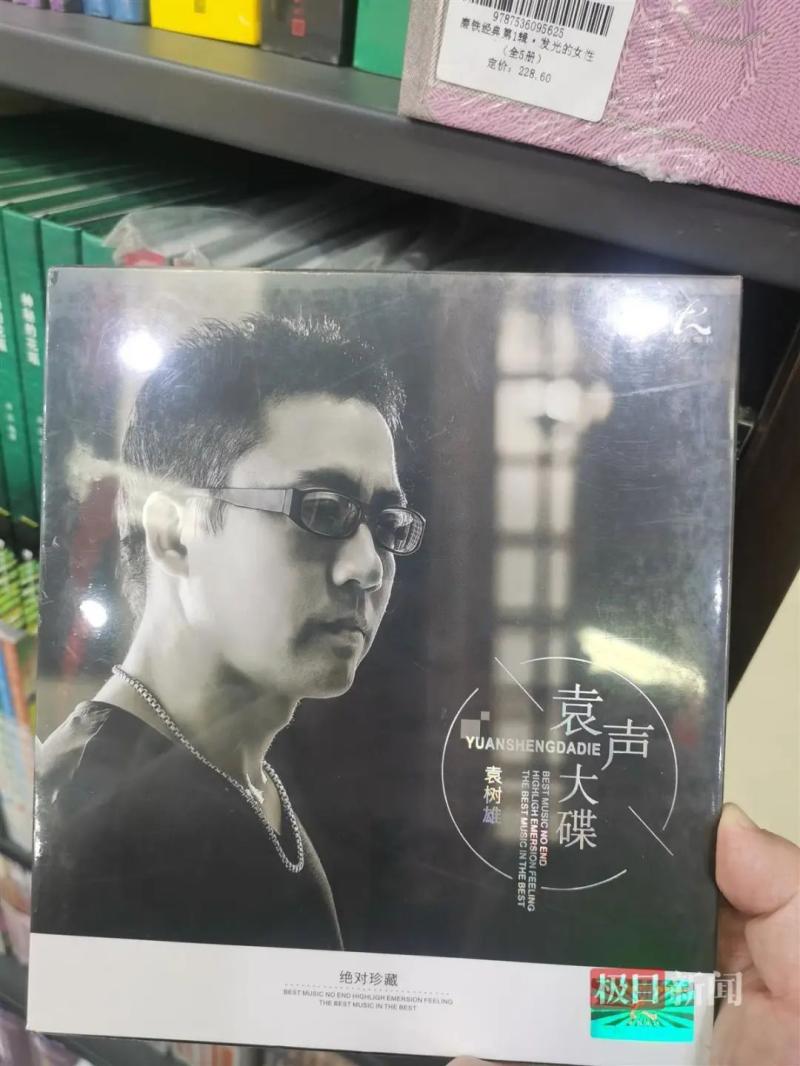 9787536095625
磨铁经典第1辑·发光的女性
(全5册)
定价: 228.60
袁声大碟
YUANSHENGDADIE
袁树雄
BEST MUSIC NO END
HIGHLIGH EMERSION FEELING
THE BEST MUSIC IN THE BEST
绝对珍藏
BEST MUSIC NO END HIGHLIGH EMERSION FEELING
THE BEST MUSIC IN THE BEST
极目新闻